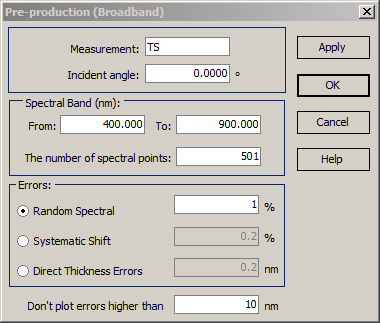 Pre-production (Broadband)
Measurement: TS
Apply
Incident angle: 0.0000 °
OK
Spectral Band (nm):
From: 400.000 To: 900.000
Cancel
The number of spectral points: 501
Help
Errors:
Random Spectral 1 %
Systematic Shift 0.2 %
Direct Thickness Errors 0.2 nm
Don't plot errors higher than 10 nm